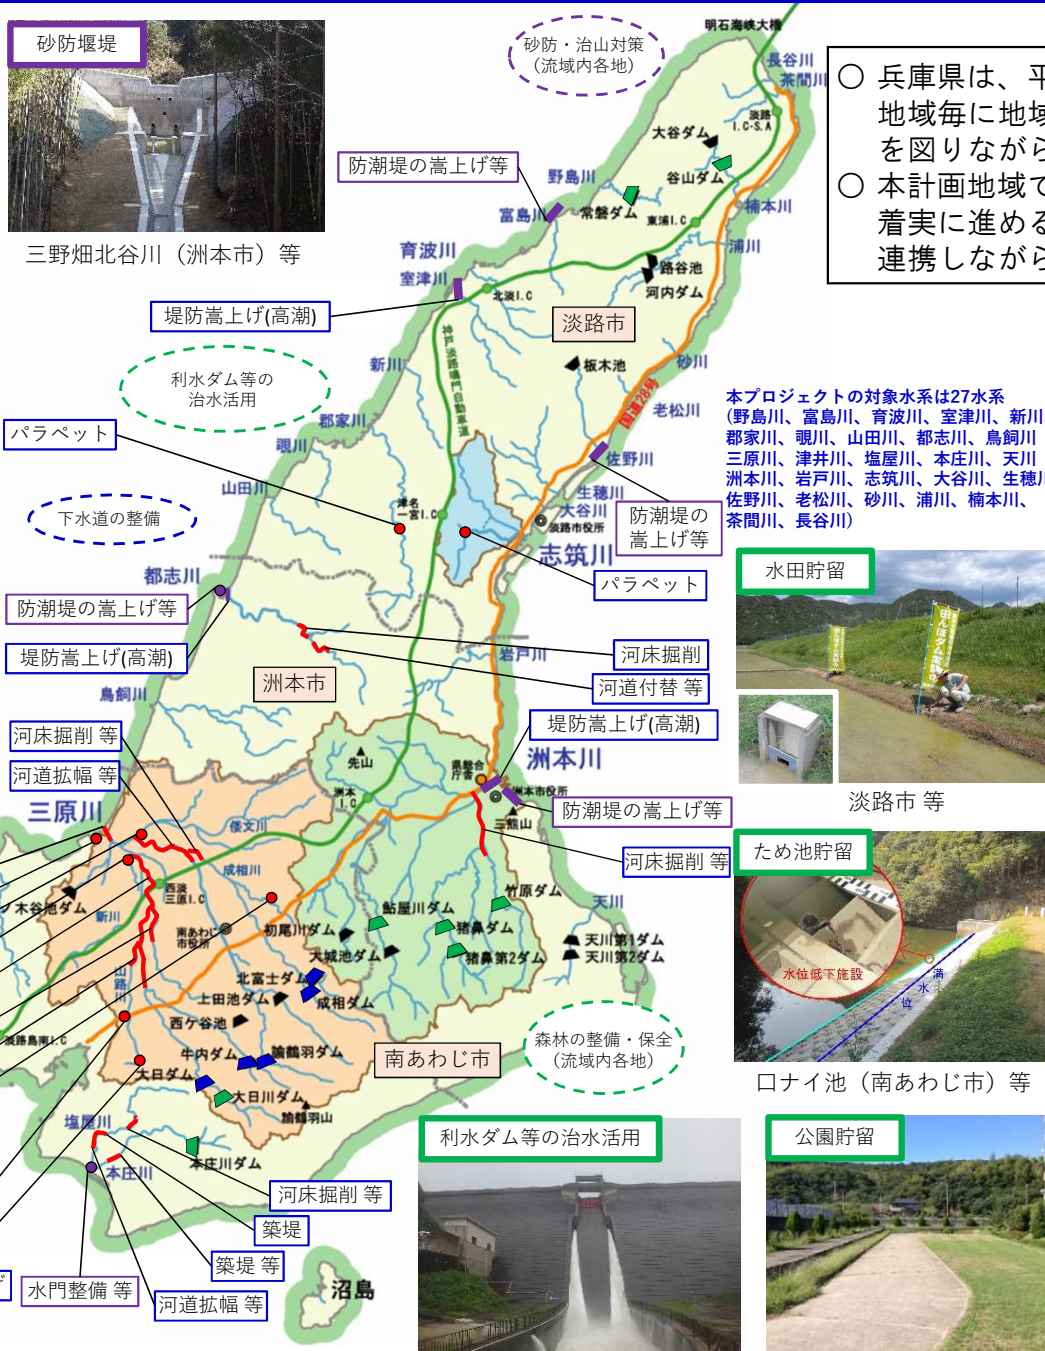 砂防堰堤
三野畑北谷川（洲本市）等
砂防・治山対策
（流域内各地）
明石海峡大橋
長谷川
茶間川
淡路
I.C･S.A
大谷ダム
谷山ダム
防潮堤の嵩上げ等
野島川
富島川
常盤ダム
東浦I.C
楠本川
浦川
育波川
室津川
北淡I.C
路谷池
河内ダム
堤防嵩上げ(高潮)
淡路市
神戸淡路鳴門自動車道
新川
板木池
砂川
国道28号
老松川
利水ダム等の
治水活用
郡家川
パラペット
覗川
佐野川
山田川
生穂川
大谷川
津名
一宮I.C
淡路市役所
防潮堤の
嵩上げ等
下水道の整備
志筑川
都志川
パラペット
防潮堤の嵩上げ等
堤防嵩上げ(高潮)
岩戸川
河床掘削
洲本市
河道付替 等
鳥飼川
堤防嵩上げ(高潮)
河床掘削 等
河道拡幅 等
先山
県総合
庁舎
洲本川
洲本
I.C
洲本市役所
三熊山
防潮堤の嵩上げ等
三原川
倭文川
成相川
河床掘削 等
西淡
三原I.C
竹原ダム
天川
木谷池ダム
新川
南あわじ
市役所
初尾川ダム
鮎屋川ダム
猪鼻ダム
大城池ダム
猪鼻第2ダム
天川第1ダム
天川第2ダム
山路川
北富士ダム
上田池ダム
成相ダム
西ケ谷池
淡路島南I.C
森林の整備・保全
（流域内各地）
牛内ダム
諭鶴羽ダム
南あわじ市
大日ダム
大日川ダム
諭鶴羽山
塩屋川
本庄川ダム
本庄川
河床掘削 等
築堤
築堤 等
水門整備 等
河道拡幅 等
沼島
○ 兵庫県は、平
地域毎に地域
を図りながら
○ 本計画地域で
着実に進める
連携しながら
本プロジェクトの対象水系は27水系
(野島川、富島川、育波川、室津川、新川
郡家川、覗川、山田川、都志川、鳥飼川
三原川、津井川、塩屋川、本庄川、天川
洲本川、岩戸川、志筑川、大谷川、生穂川
佐野川、老松川、砂川、浦川、楠本川、
茶間川、長谷川）
水田貯留
淡路市 等
ため池貯留
水位低下施設
満水位
口ナイ池（南あわじ市）等
利水ダム等の治水活用
公園貯留